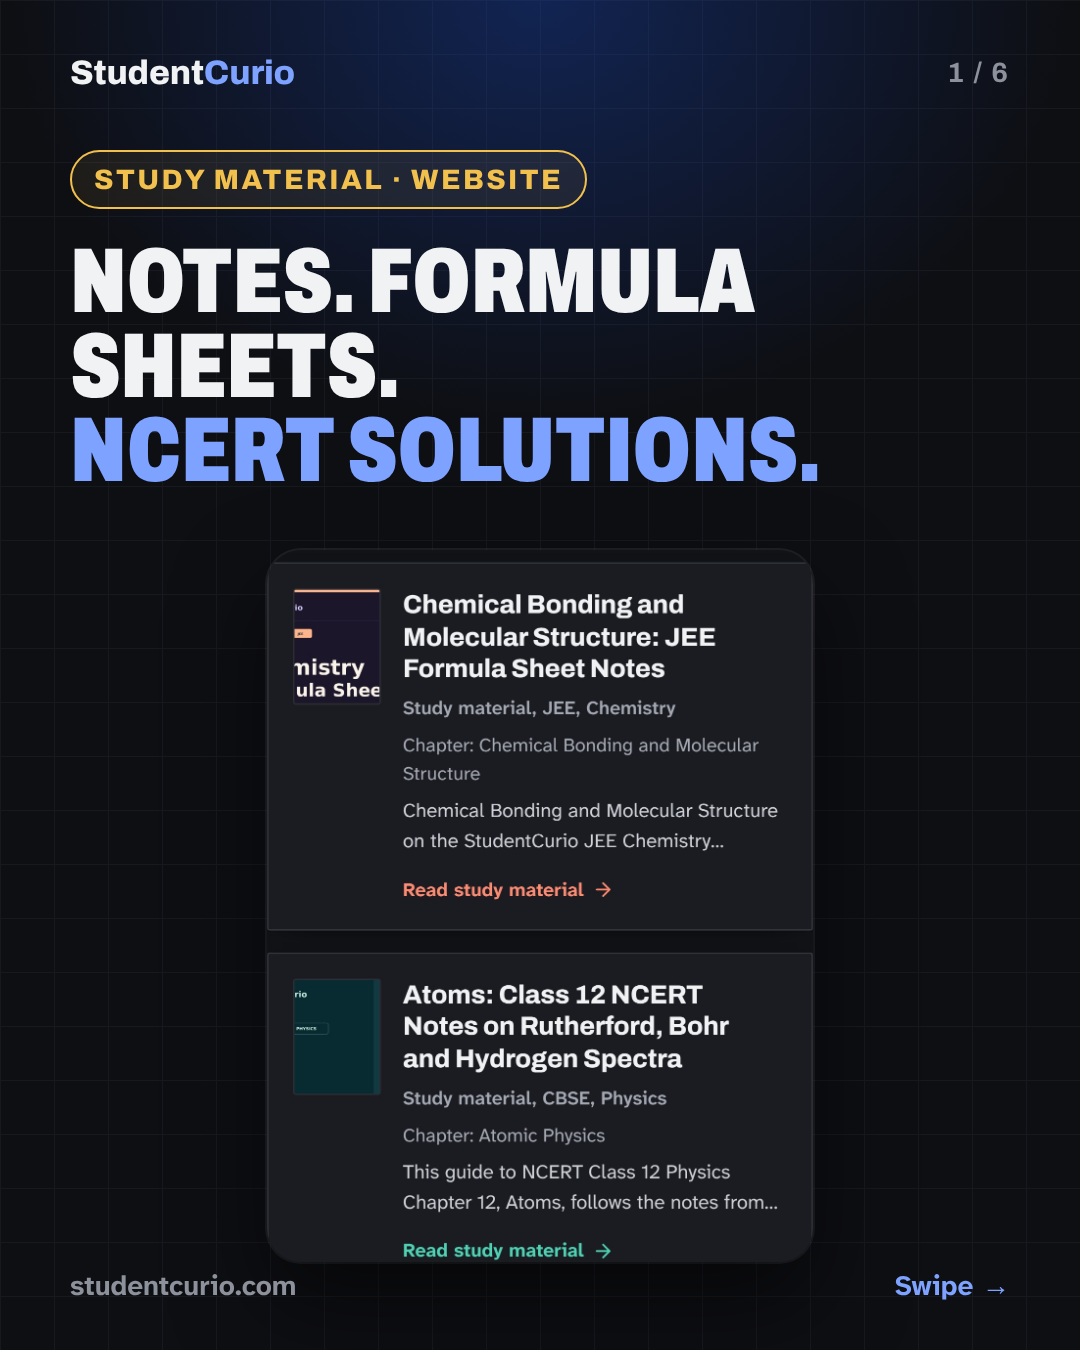 StudentCurio
1 / 6
STUDY MATERIAL · WEBSITE
NOTES. FORMULA
SHEETS.
NCERT SOLUTIONS.
io
mistry
ula Shee
Chemical Bonding and
Molecular Structure: JEE
Formula Sheet Notes
Study material, JEE, Chemistry
Chapter: Chemical Bonding and Molecular
Structure
Chemical Bonding and Molecular Structure
on the StudentCurio JEE Chemistry...
Read study material →
rio
PHYSICS
Atoms: Class 12 NCERT
Notes on Rutherford, Bohr
and Hydrogen Spectra
Study material, CBSE, Physics
Chapter: Atomic Physics
This guide to NCERT Class 12 Physics
Chapter 12, Atoms, follows the notes from...
Read study material →
studentcurio.com
Swipe →